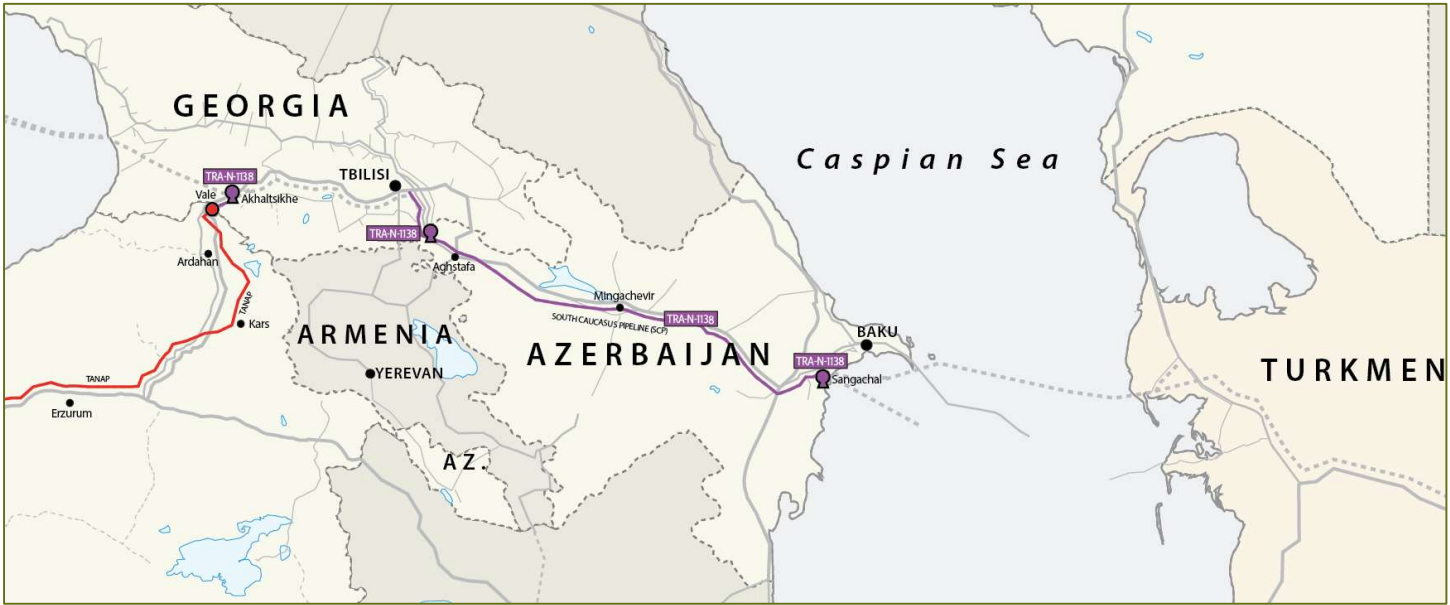 GEORGIA
Caspian Sea
TBILISI
TRA-N-1138
Vale
Akhaltsikhe
TRA-N-1138
Ardahan
Aghstafa
Mingachevir
TANAP
Kars
SOUTH CAUCASUS PIPELINE (SCP)
TRA-N-1138
ARMENIA
BAKU
AZERBAIJAN
TRA-N-1138
YEREVAN
Sangachal
TURKMEN
TANAP
Erzurum
AZ.